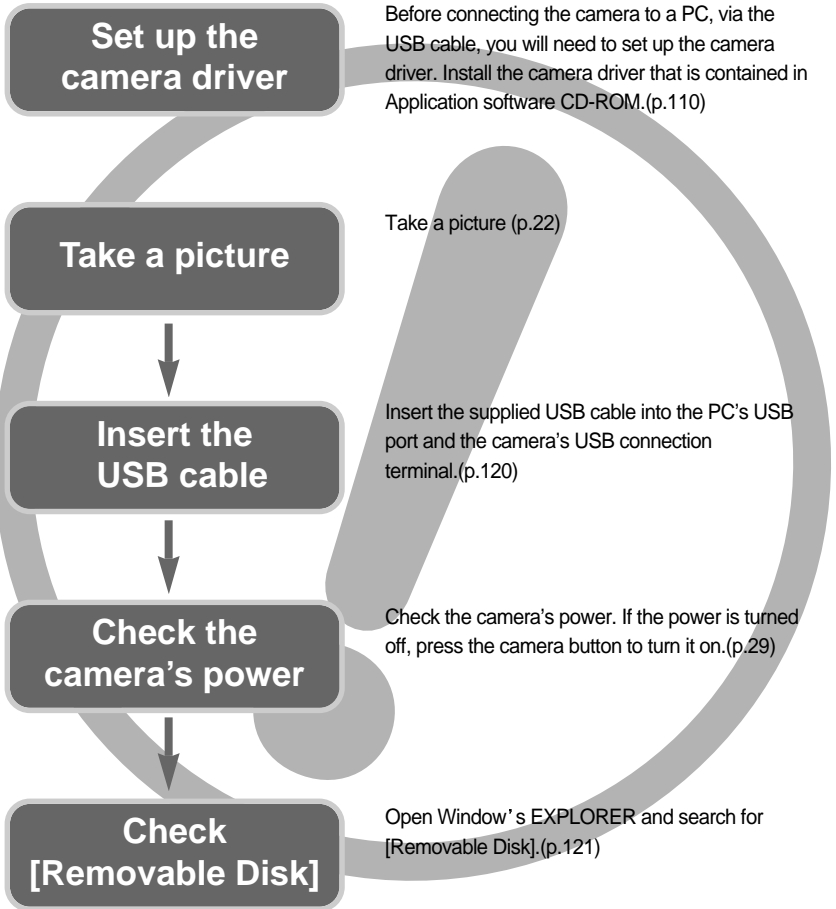 Set up the
camera driver
Before connecting the camera to a PC, via the
USB cable, you will need to set up the camera
driver. Install the camera driver that is contained in
Application software CD-ROM.(p.110)
Take a picture
Take a picture (p.22)
Insert the
USB cable
Insert the supplied USB cable into the PC's USB
port and the camera's USB connection
terminal.(p.120)
Check the
camera's power
Check the camera's power. If the power is turned
off, press the camera button to turn it on.(p.29)
Check
[Removable Disk]
Open Window's EXPLORER and search for
[Removable Disk].(p.121)